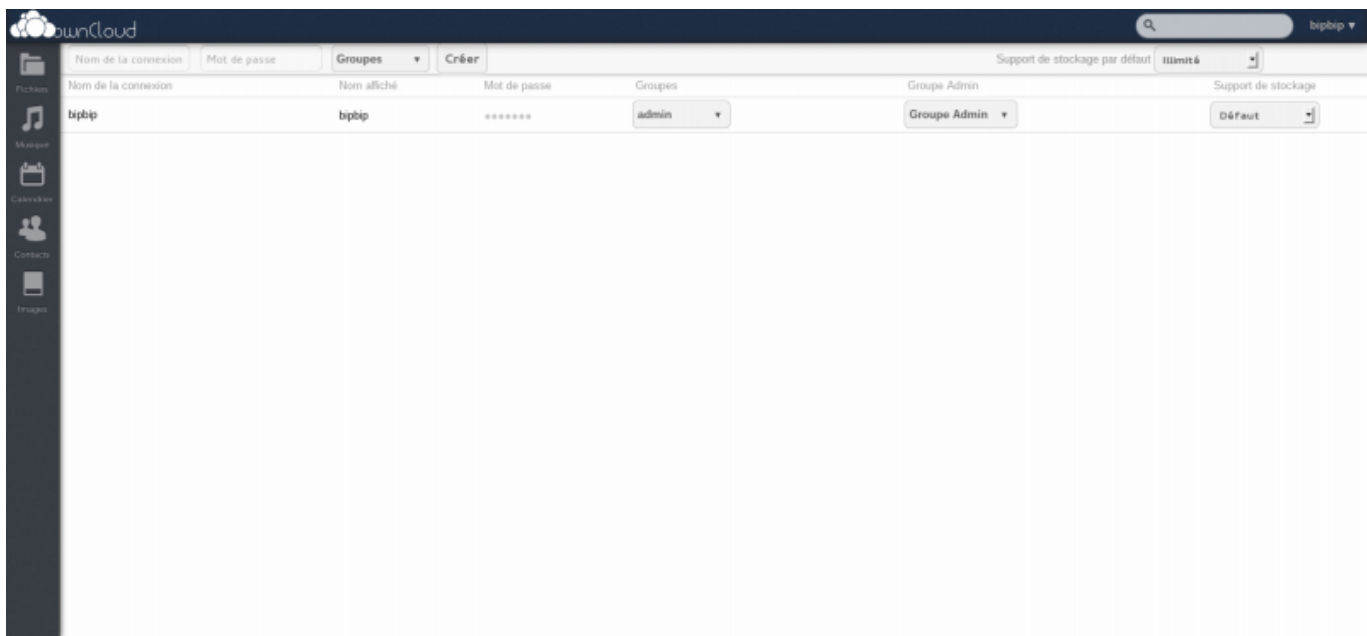 ownCloud
bipbip ▾
Nom de la connexion Mot de passe Groupes ▾ Créer Support de stockage par défaut Illimité
Nom de la connexion Nom affiché Mot de passe Groupes Groupe Admin Support de stockage
bipbip bipbip ●●●●●●● admin ▾ Groupe Admin ▾ Défaut
Fichiers
Musique
Calendrier
Contacts
Images